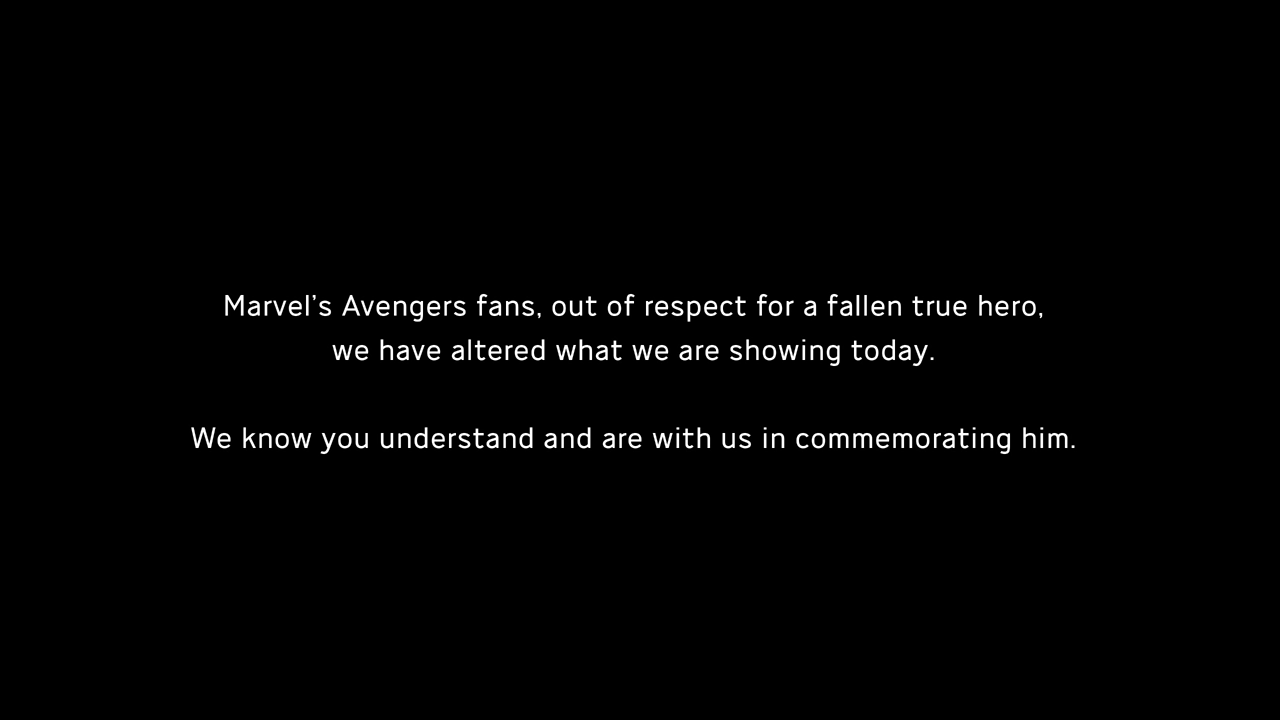 Marvel’s Avengers fans, out of respect for a fallen true hero,
we have altered what we are showing today.
We know you understand and are with us in commemorating him.